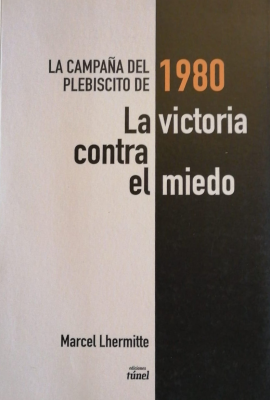 LA CAMPAÑA DEL
PLEBISCITO DE 1980
La victoria
contra
el miedo
Marcel Lhermitte
ediciones
túnel